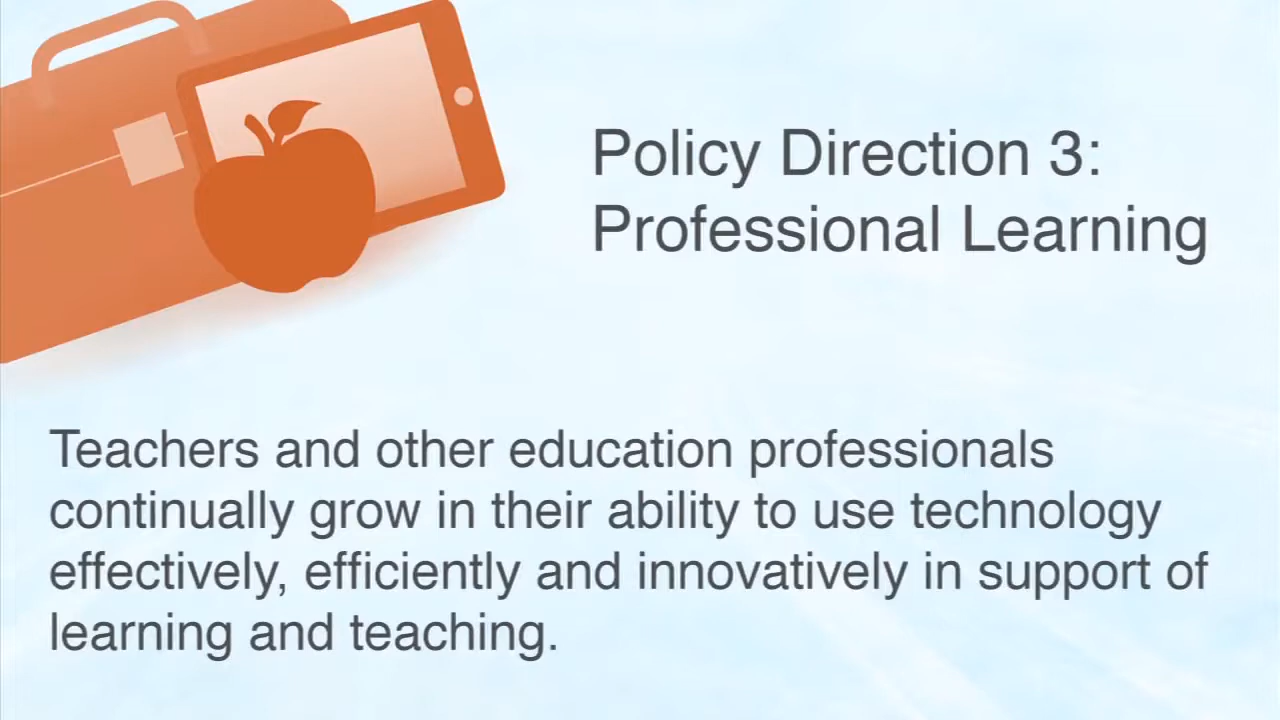 Policy Direction 3:
Professional Learning
Teachers and other education professionals
continually grow in their ability to use technology
effectively, efficiently and innovatively in support of
learning and teaching.